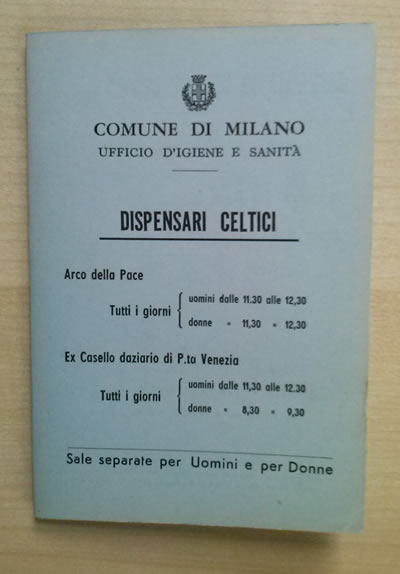 COMUNE DI MILANO
UFFICIO D'IGIENE E SANITÀ
DISPENSARI CELTICI
Arco della Pace
Tutti i giorni { uomini dalle 11.30 alle 12,30
donne " 11,30 " 12,30
Ex Casello daziario di P.ta Venezia
Tutti i giorni { uomini dalle 11,30 alle 12.30
donne " 8,30 " 9,30
Sale separate per Uomini e per Donne